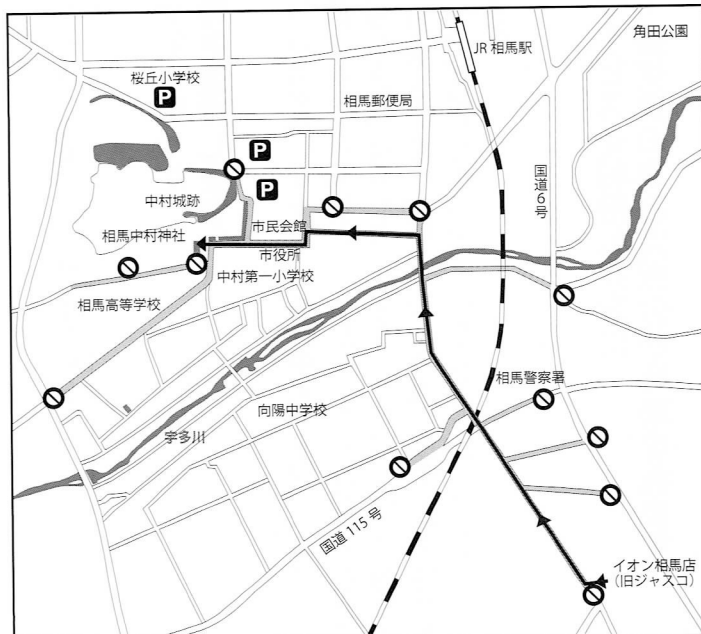 JR 相馬駅
角田公園
桜丘小学校
P
相馬郵便局
P
国道6号
P
中村城跡
市民会館
相馬中村神社
市役所
中村第一小学校
相馬高等学校
相馬警察署
向陽中学校
宇多川
国道115号
イオン相馬店
（旧ジャスコ）